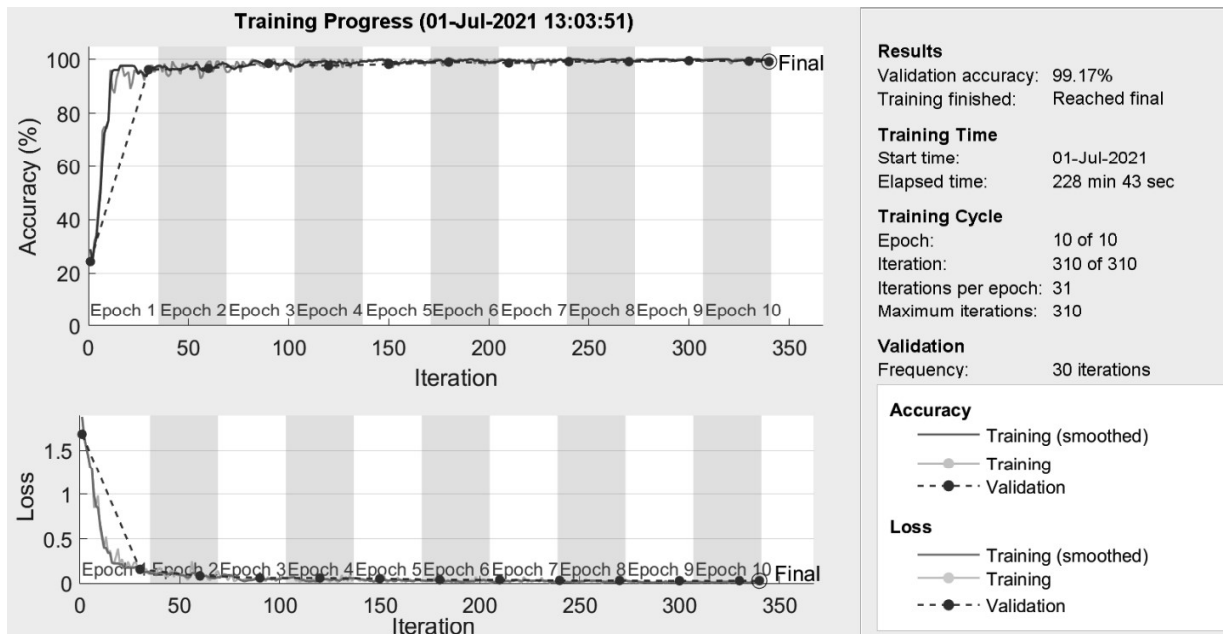 Training Progress (01-Jul-2021 13:03:51)
100
80
60
40
20
0
Accuracy (%)
Final
Epoch 1 Epoch 2 Epoch 3 Epoch 4 Epoch 5 Epoch 6 Epoch 7 Epoch 8 Epoch 9 Epoch 10
0 50 100 150 200 250 300 350
Iteration
1.5
1
0.5
0
Loss
Final
Epoch 1 Epoch 2 Epoch 3 Epoch 4 Epoch 5 Epoch 6 Epoch 7 Epoch 8 Epoch 9 Epoch 10
0 50 100 150 200 250 300 350
Iteration
Results
Validation accuracy: 99.17%
Training finished: Reached final
Training Time
Start time: 01-Jul-2021
Elapsed time: 228 min 43 sec
Training Cycle
Epoch: 10 of 10
Iteration: 310 of 310
Iterations per epoch: 31
Maximum iterations: 310
Validation
Frequency: 30 iterations
Accuracy
Training (smoothed)
Training
Validation
Loss
Training (smoothed)
Training
Validation